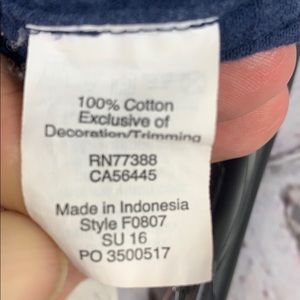 100% Cotton
Exclusive of
Decoration/Trimming
RN77388
CA56445
Made in Indonesia
Style F0807
SU 16
PO 3500517